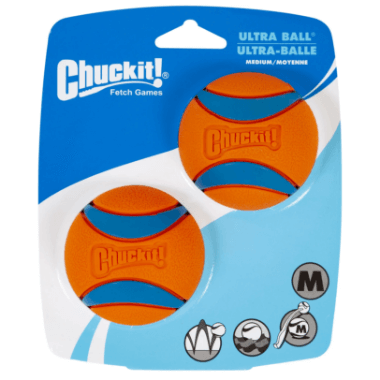 Chuckit!
Fetch Games
ULTRA BALL
ULTRA-BALLE
MEDIUM/MOYENNE
Chuckit!
Chuckit!
M
M